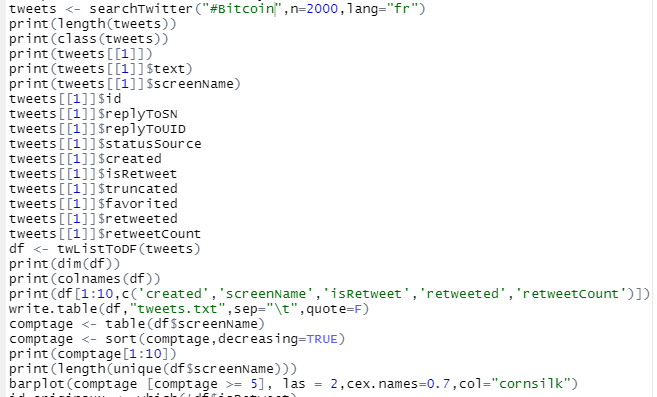 tweets <- searchTwitter("#Bitcoin",n=2000,lang="fr")
print(length(tweets))
print(class(tweets))
print(tweets[[1]])
print(tweets[[1]]$text)
print(tweets[[1]]$screenName)
tweets[[1]]$id
tweets[[1]]$replyToSN
tweets[[1]]$replyToUID
tweets[[1]]$statusSource
tweets[[1]]$created
tweets[[1]]$isRetweet
tweets[[1]]$truncated
tweets[[1]]$favorited
tweets[[1]]$retweeted
tweets[[1]]$retweetCount
df <- twListToDF(tweets)
print(dim(df))
print(colnames(df))
print(df[1:10,c('created','screenName','isRetweet','retweeted','retweetCount')])
write.table(df,"tweets.txt",sep="\t",quote=F)
comptage <- table(df$screenName)
comptage <- sort(comptage,decreasing=TRUE)
print(comptage[1:10])
print(length(unique(df$screenName)))
barplot(comptage [comptage >= 5], las = 2,cex.names=0.7,col="cornsilk")